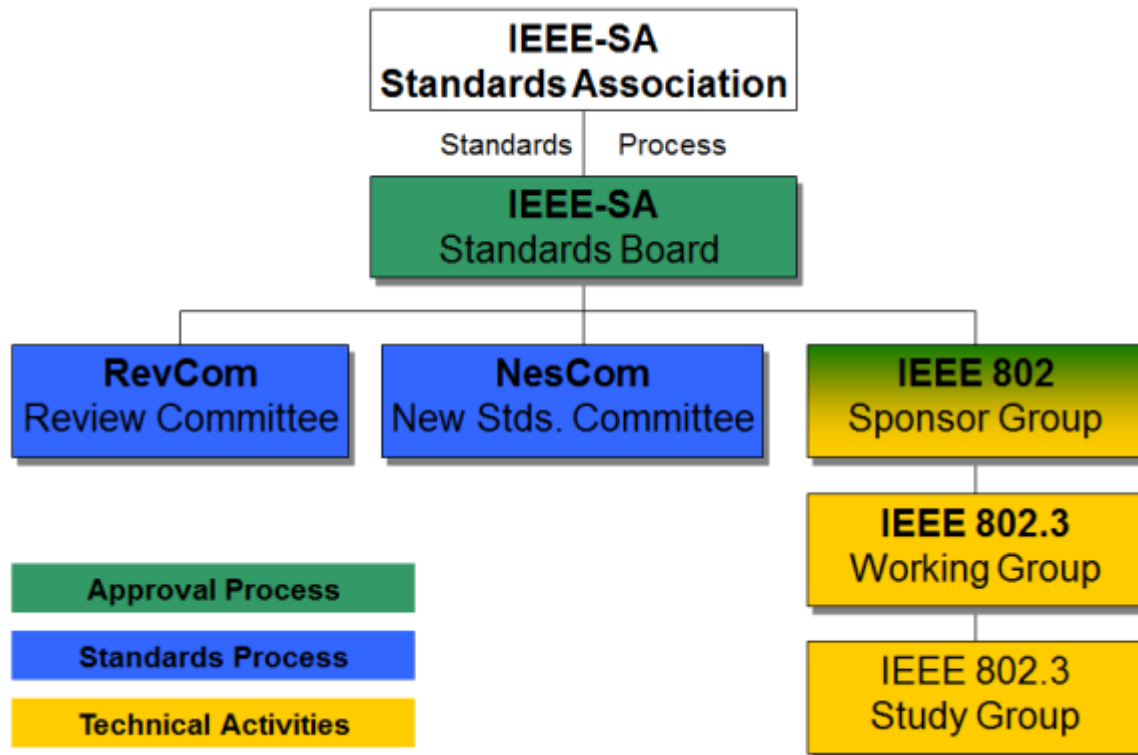 IEEE-SA
Standards Association
Standards Process
IEEE-SA
Standards Board
RevCom
Review Committee
NesCom
New Stds. Committee
IEEE 802
Sponsor Group
IEEE 802.3
Working Group
IEEE 802.3
Study Group
Approval Process
Standards Process
Technical Activities